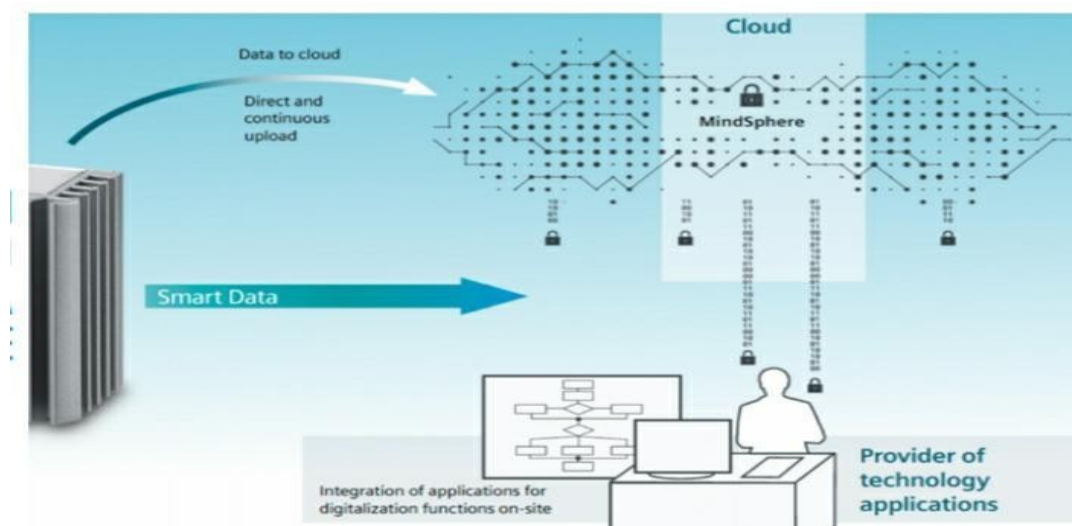 Cloud
Data to cloud
Direct and
continuous
upload
MindSphere
Smart Data
Provider of
technology
applications
Integration of applications for
digitalization functions on-site